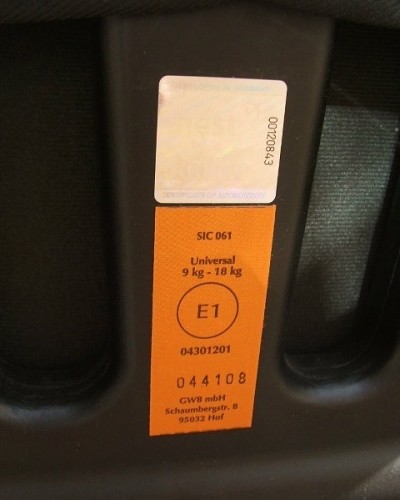 00120843
SIC 061
Universal
9 kg - 18 kg
E1
04301201
044108
GWB mbH
Schaumbergstr. 8
95032 Hof